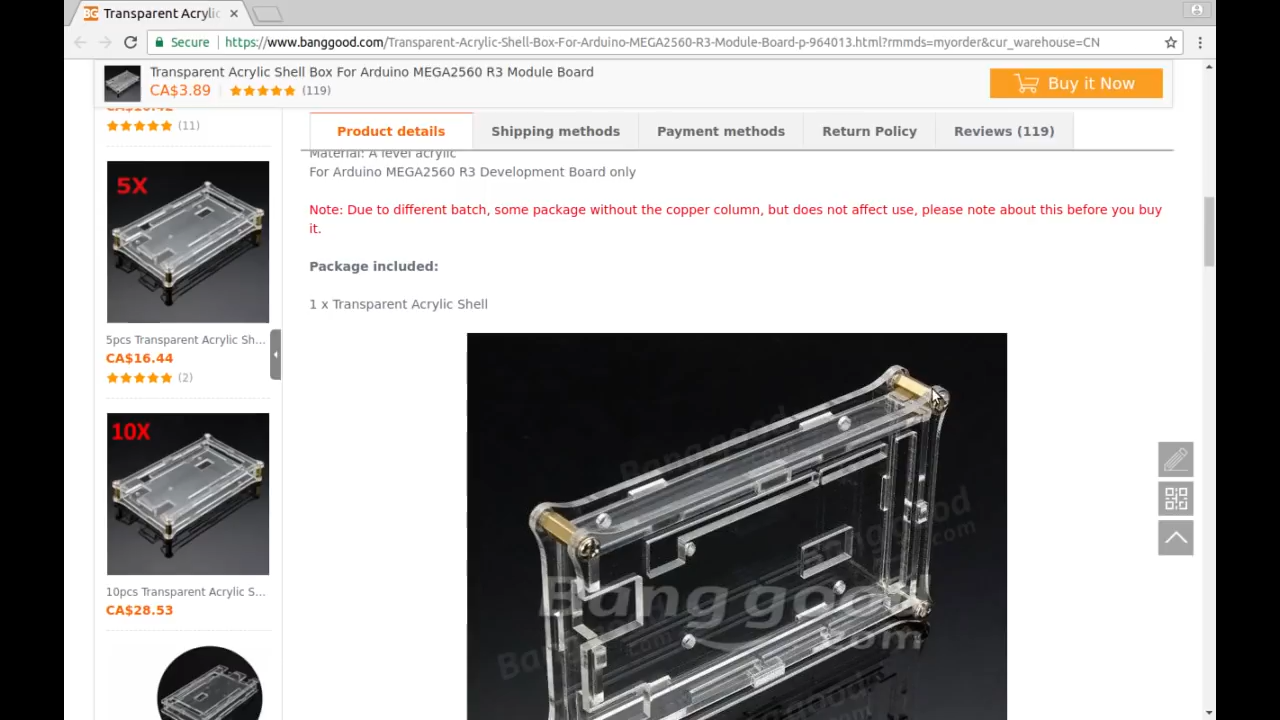 Transparent Acrylic
Secure
https://www.banggood.com/Transparent-Acrylic-Shell-Box-For-Arduino-MEGA2560-R3-Module-Board-p-964013.html?rmmds=myorder&cur_warehouse=CN
Transparent Acrylic Shell Box For Arduino MEGA2560 R3 Module Board
CA$3.89 (119)
Buy it Now
(11)
5X
5pcs Transparent Acrylic Sh...
CA$16.44
(2)
10X
10pcs Transparent Acrylic S...
CA$28.53
Product details
Shipping methods
Payment methods
Return Policy
Reviews (119)
Material: A level acrylic
For Arduino MEGA2560 R3 Development Board only
Note: Due to different batch, some package without the copper column, but does not affect use, please note about this before you buy
it.
Package included:
1 x Transparent Acrylic Shell
Banggood
.com